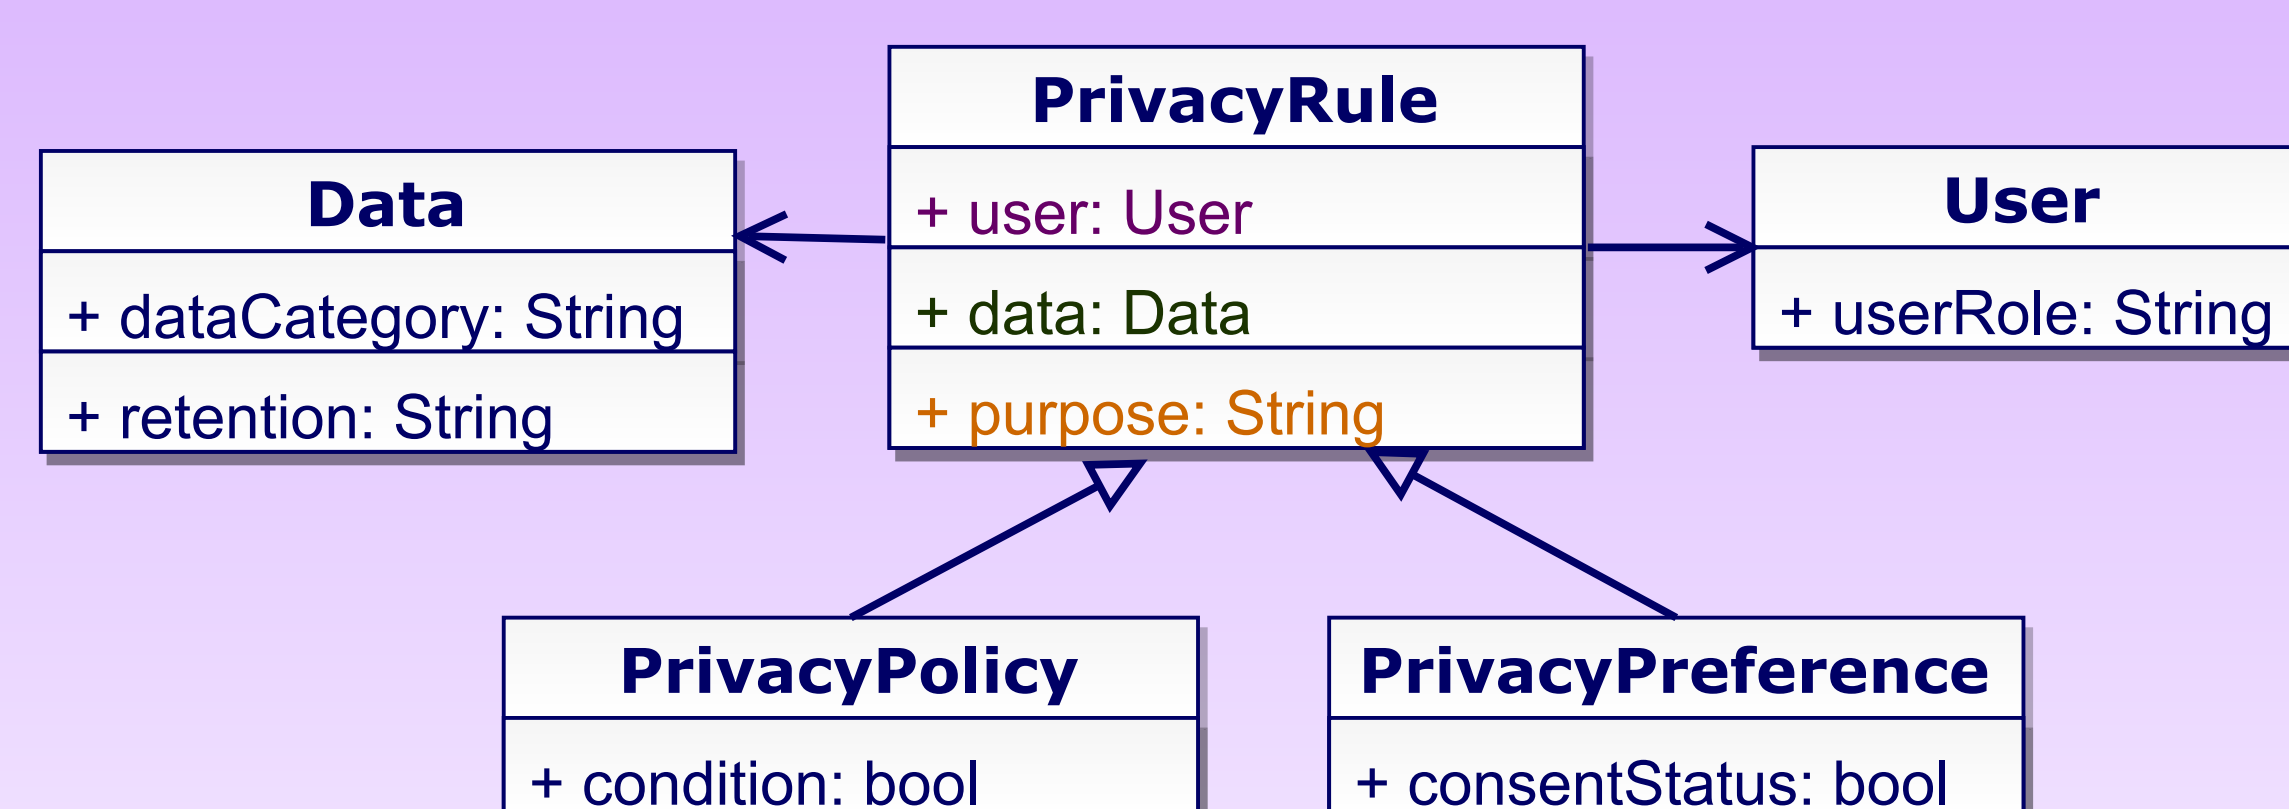 PrivacyRule
+ user: User
+ data: Data
+ purpose: String
Data
+ dataCategory: String
+ retention: String
User
+ userRole: String
PrivacyPolicy
+ condition: bool
PrivacyPreference
+ consentStatus: bool